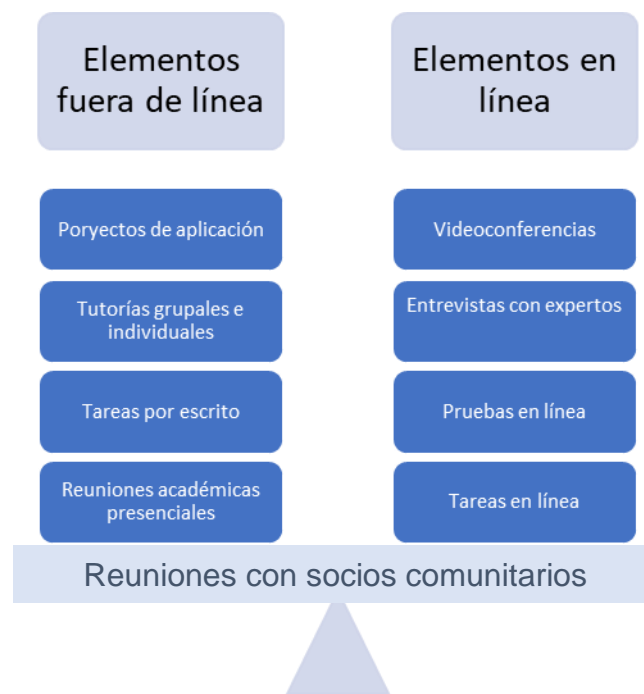 Elementos
fuera de línea
Poryectos de aplicación
Tutorías grupales e
individuales
Tareas por escrito
Reuniones académicas
presenciales
Elementos en
línea
Videoconferencias
Entrevistas con expertos
Pruebas en línea
Tareas en línea
Reuniones con socios comunitarios